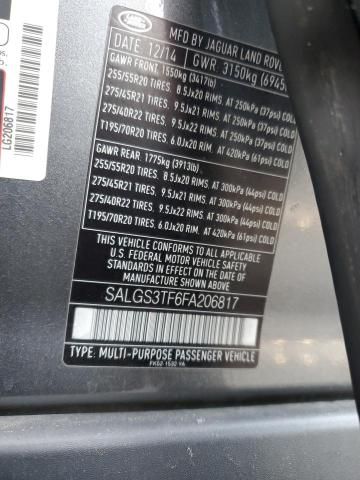 LG206817
LAND ROVER
MFD BY JAGUAR LAND ROVE
DATE 12/14 GWR 3150kg (6945
GAWR FRONT 1550kg (3417lb)
255/55R20 TIRES. 8.5Jx20 RIMS. AT 250kPa (37psi) COLD
275/45R21 TIRES. 9.5Jx21 RIMS. AT 250kPa (37psi) COLD
275/40R22 TIRES. 9.5Jx22 RIMS. AT 250kPa (37psi) COLD
T195/70R20 TIRES. 6.0Jx20 RIM. AT 420kPa (61psi) COLD
GAWR REAR. 1775kg (3913lb)
255/55R20 TIRES. 8.5Jx20 RIMS. AT 300kPa (44psi) COLD
275/45R21 TIRES. 9.5Jx21 RIMS. AT 300kPa (44psi) COLD
275/40R22 TIRES. 9.5Jx22 RIMS. AT 300kPa (44psi) COLD
T195/70R20 TIRES. 6.0Jx20 RIM. AT 420kPa (61psi) COLD
THIS VEHICLE CONFORMS TO ALL APPLICABLE
U.S. FEDERAL MOTOR VEHICLE SAFETY
STANDARDS IN EFFECT ON THE DATE OF
MANUFACTURE SHOWN ABOVE
SALGS3TF6FA206817
TYPE: MULTI-PURPOSE PASSENGER VEHICLE
FK52 1532 YA